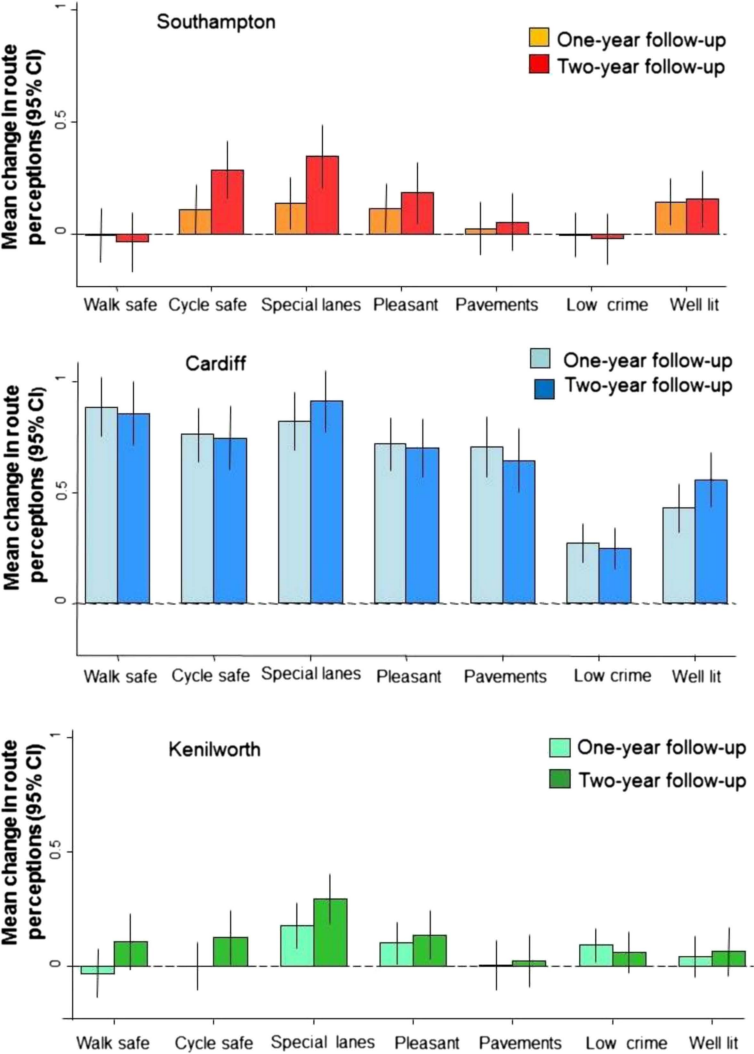 Southampton
One-year follow-up
Two-year follow-up
Mean change In route
perceptions (95% CI)
1
0.5
0
Walk safe Cycle safe Special lanes Pleasant Pavements Low crime Well lit
Cardiff
One-year follow-up
Two-year follow-up
Mean change In route
perceptions (95% CI)
1
0.5
0
Walk safe Cycle safe Special lanes Pleasant Pavements Low crime Well lit
Kenilworth
One-year follow-up
Two-year follow-up
Mean change In route
perceptions (95% CI)
1
0.5
0
Walk safe Cycle safe Special lanes Pleasant Pavements Low crime Well lit